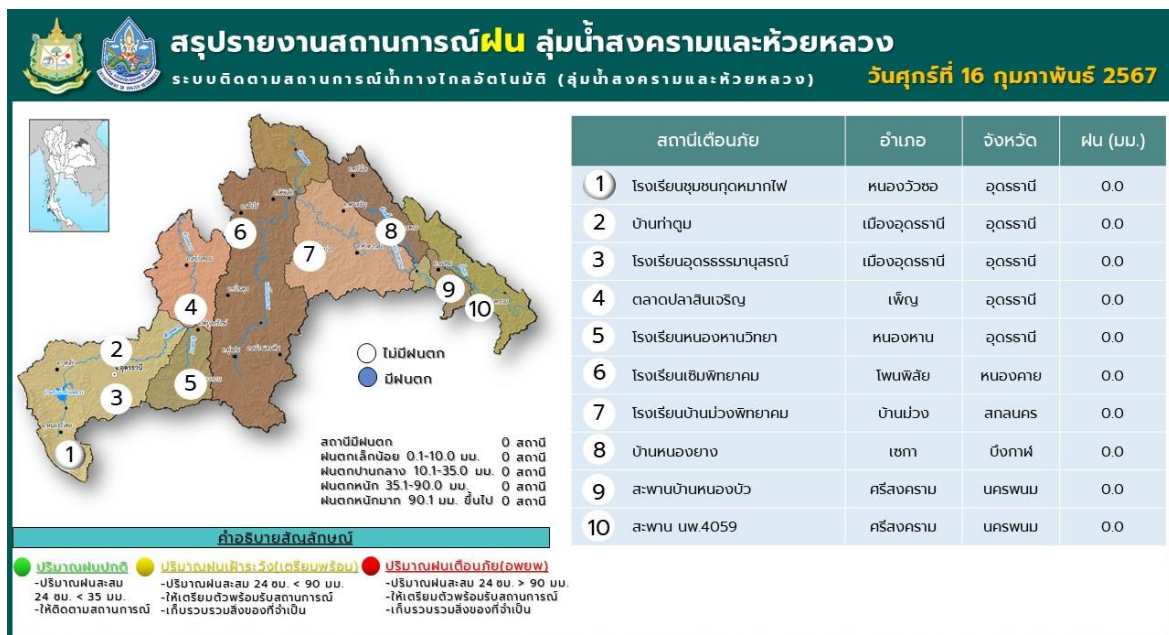 สรุปรายงานสถานการณ์ฝน ลุ่มน้ำสงครามและห้วยหลวง
ระบบติดตามสถานการณ์น้ำทางไกลอัตโนมัติ (ลุ่มน้ำสงครามและห้วยหลวง)
วันศุกร์ที่ 16 กุมภาพันธ์ 2567
สถานีเตือนภัย อำเภอ จังหวัด ฝน (มม.)
1 โรงเรียนชุมชนกุดหมากไฟ หนองวัวซอ อุดรธานี 0.0
2 บ้านท่าตูม เมืองอุดรธานี อุดรธานี 0.0
3 โรงเรียนอุดรธรรมานุสรณ์ เมืองอุดรธานี อุดรธานี 0.0
4 ตลาดปลาสินเจริญ เพ็ญ อุดรธานี 0.0
5 โรงเรียนหนองหานวิทยา หนองหาน อุดรธานี 0.0
6 โรงเรียนเซิมพิทยาคม โพนพิสัย หนองคาย 0.0
7 โรงเรียนบ้านม่วงพิทยาคม บ้านม่วง สกลนคร 0.0
8 บ้านหนองยาง เซกา บึงกาฬ 0.0
9 สะพานบ้านหนองบัว ศรีสงคราม นครพนม 0.0
10 สะพาน นพ.4059 ศรีสงคราม นครพนม 0.0
6
8
7
9
10
4
2
อ.อุดรธานี
5
3
1
ไม่มีฝนตก
มีฝนตก
สถานีมีฝนตก 0 สถานี
ฝนตกเล็กน้อย 0.1-10.0 มม. 0 สถานี
ฝนตกปานกลาง 10.1-35.0 มม. 0 สถานี
ฝนตกหนัก 35.1-90.0 มม. 0 สถานี
ฝนตกหนักมาก 90.1 มม. ขึ้นไป 0 สถานี
คำอธิบายสัญลักษณ์
ปริมาณฝนปกติ
-ปริมาณฝนสะสม
24 ชม. < 35 มม.
-ให้ติดตามสถานการณ์
ปริมาณฝนเฝ้าระวัง(เตรียมพร้อม)
-ปริมาณฝนสะสม 24 ชม. < 90 มม.
-ให้เตรียมตัวพร้อมรับสถานการณ์
-เก็บรวบรวมสิ่งของที่จำเป็น
ปริมาณฝนเตือนภัย(อพยพ)
-ปริมาณฝนสะสม 24 ชม. > 90 มม.
-ให้เตรียมตัวพร้อมรับสถานการณ์
-เก็บรวบรวมสิ่งของที่จำเป็น